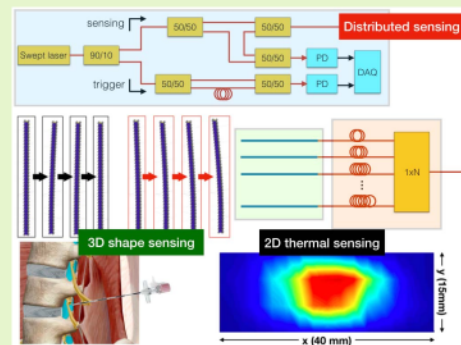 sensing
50/50
50/50
Distributed sensing
Swept laser
90/10
50/50
PD
DAQ
trigger
50/50
50/50
PD
1xN
3D shape sensing
2D thermal sensing
y (15mm)
x (40 mm)